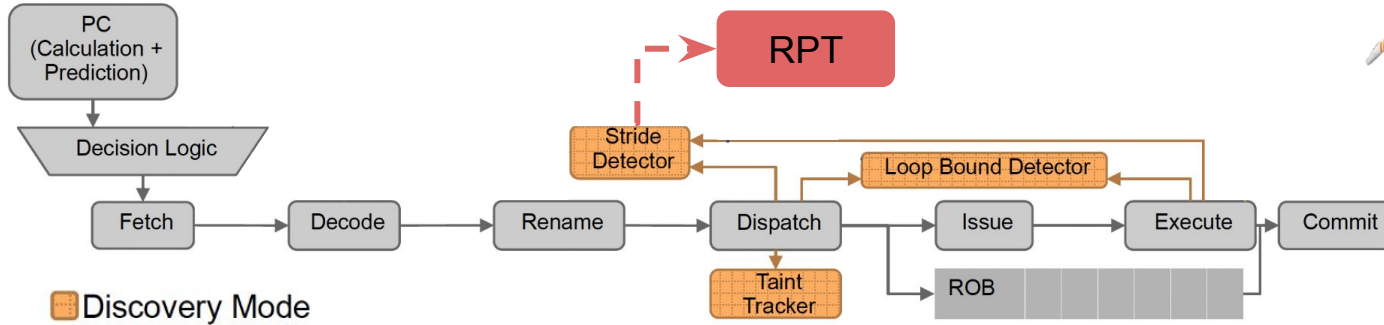 PC
(Calculation +
Prediction)
RPT
Decision Logic
Stride
Detector
Loop Bound Detector
Fetch
Decode
Rename
Dispatch
Issue
Execute
Commit
Taint
Tracker
ROB
Discovery Mode